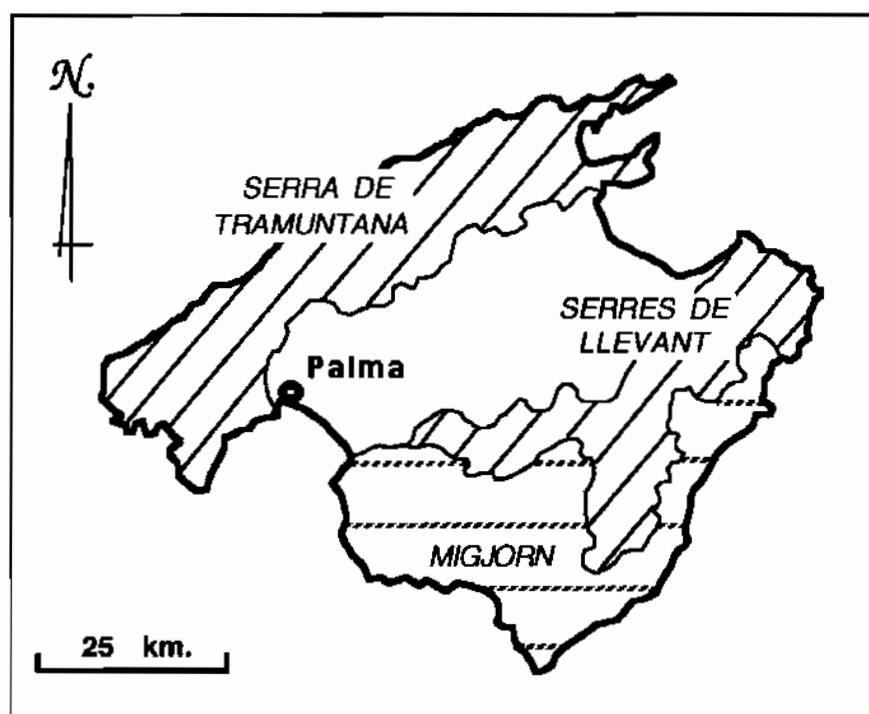 N.
SERRA DE
TRAMUNTANA
SERRES DE
LLEVANT
Palma
MIGJORN
25 km.